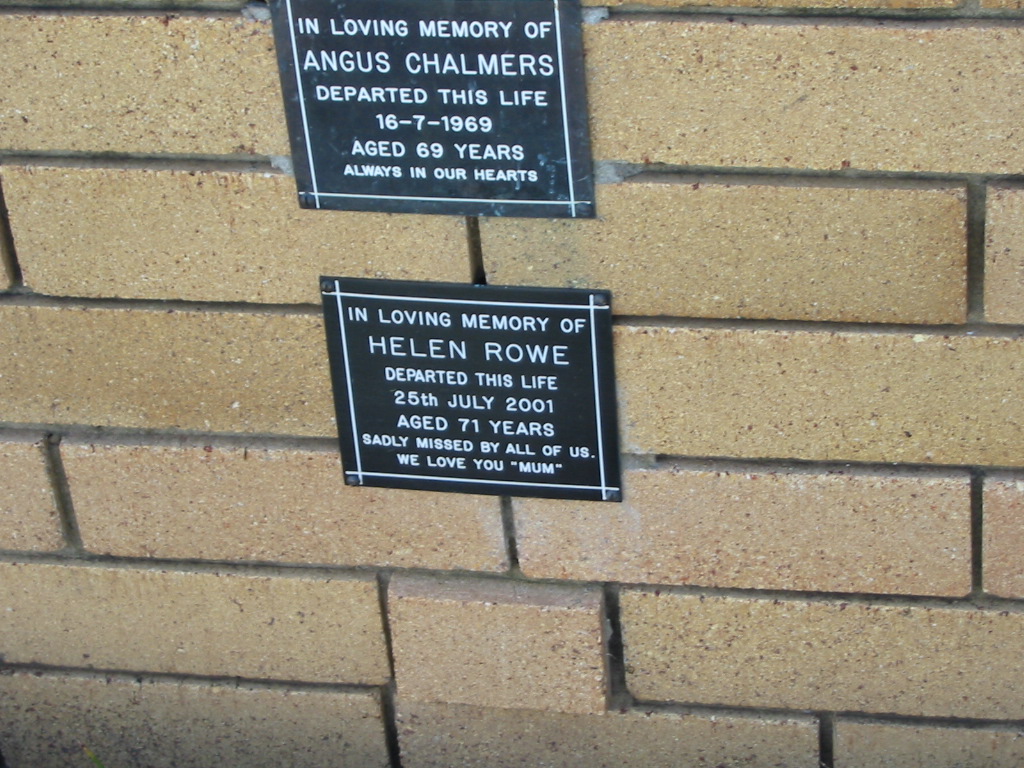 IN LOVING MEMORY OF
ANGUS CHALMERS
DEPARTED THIS LIFE
16-7-1969
AGED 69 YEARS
ALWAYS IN OUR HEARTS
IN LOVING MEMORY OF
HELEN ROWE
DEPARTED THIS LIFE
25th JULY 2001
AGED 71 YEARS
SADLY MISSED BY ALL OF US.
WE LOVE YOU "MUM"